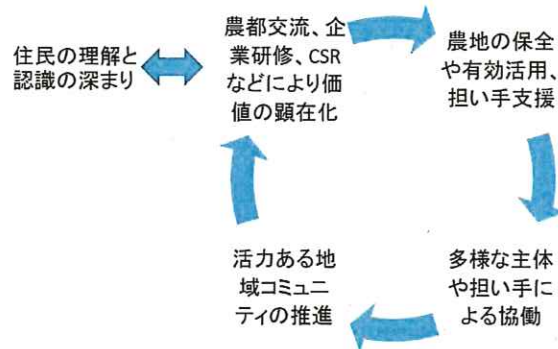 住民の理解と
認識の深まり
農都交流、企
業研修、CSR
などにより価
値の顕在化
農地の保全
や有効活用、
担い手支援
多様な主体
や担い手に
よる協働
活力ある地
域コミュニ
ティの推進